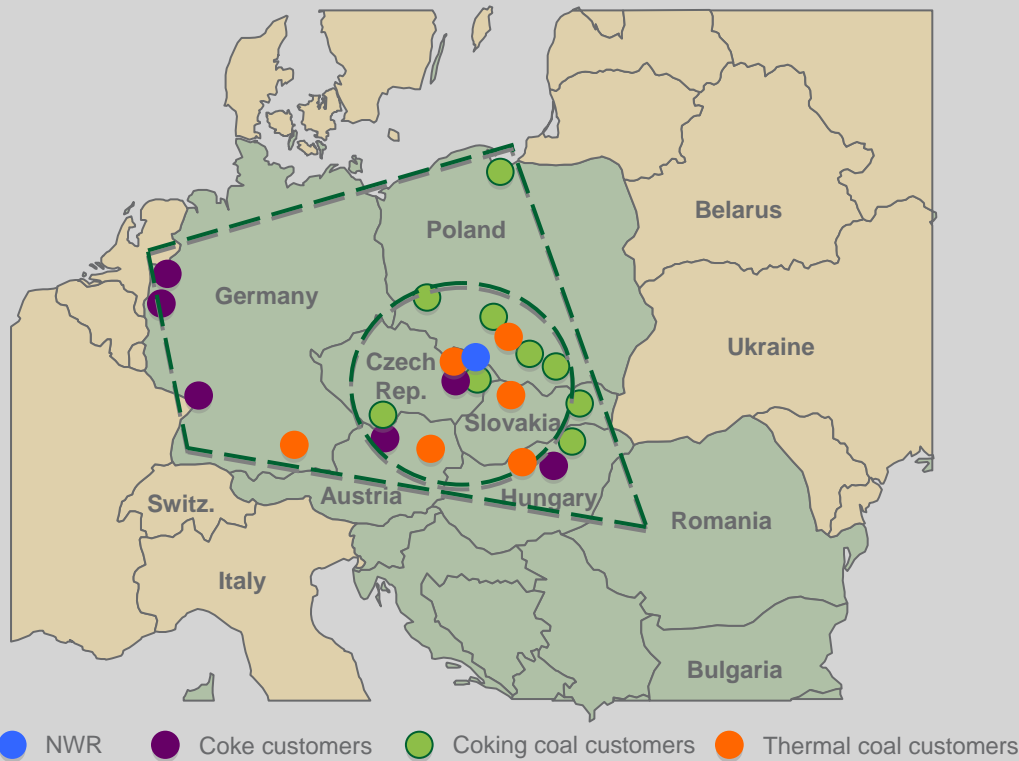 Belarus
Poland
Germany
Ukraine
Czech
Rep.
Slovakia
Austria
Hungary
Switz.
Romania
Italy
Bulgaria
NWR
Coke customers
Coking coal customers
Thermal coal customers